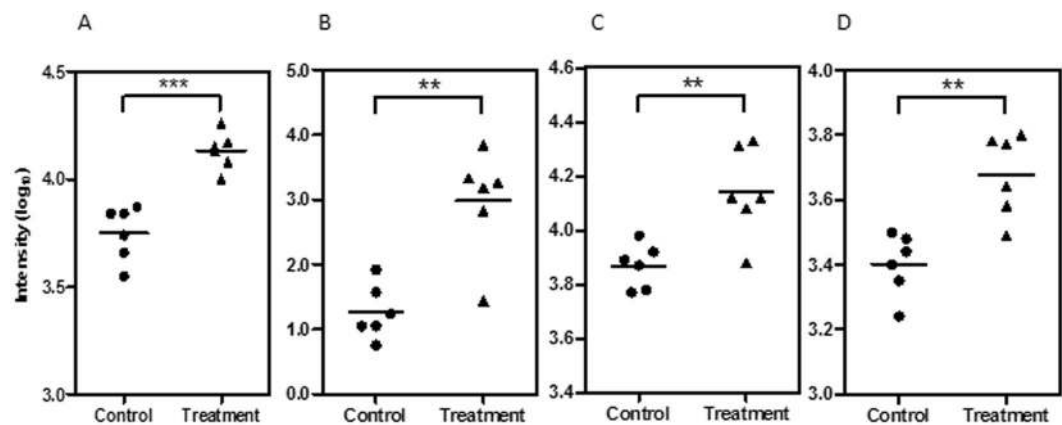 A
B
C
D
Intensity (log₁₀)
4.5
4.0
3.5
3.0
***
Control
Treatment
5.0
4.0
3.0
2.0
1.0
0.0
**
Control
Treatment
4.6
4.4
4.2
4.0
3.8
3.6
3.4
**
Control
Treatment
4.0
3.8
3.6
3.4
3.2
3.0
**
Control
Treatment